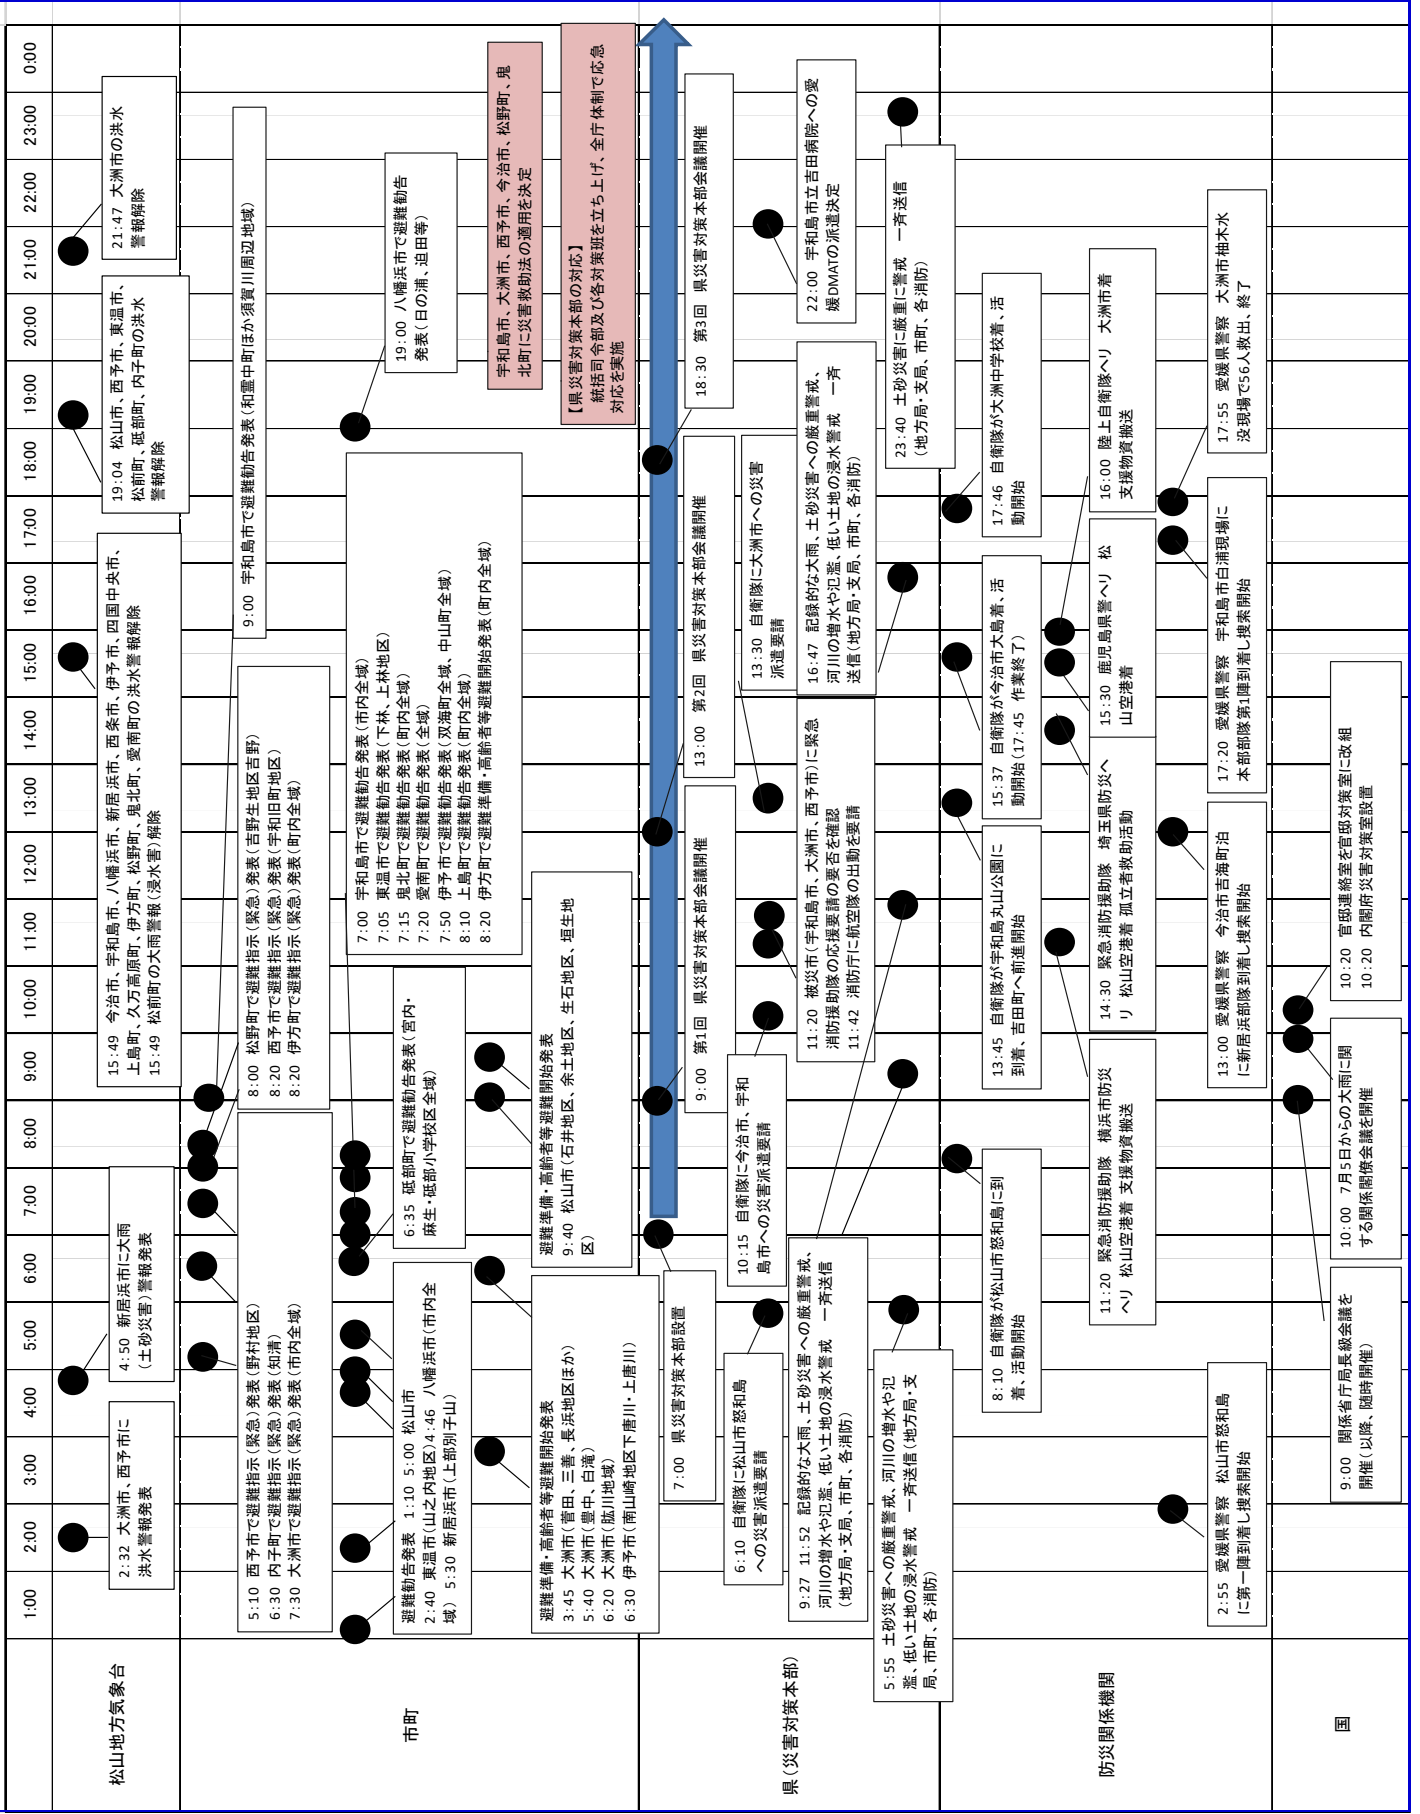 1:00 2:00 3:00 4:00 5:00 6:00 7:00 8:00 9:00 10:00 11:00 12:00 13:00 14:00 15:00 16:00 17:00 18:00 19:00 20:00 21:00 22:00 23:00 0:00
松山地方気象台
2:32 大洲市、西予市に
洪水警報発表
4:50 新居浜市に大雨
(土砂災害)警報発表
15:49 今治市、宇和島市、八幡浜市、新居浜市、西条市、伊予市、四国中央市、
上島町、久万高原町、伊方町、松野町、鬼北町、愛南町の洪水警報解除
15:49 松前町の大雨警報(浸水害)解除
19:04 松山市、西予市、東温市、
松前町、砥部町、内子町の洪水
警報解除
21:47 大洲市の洪水
警報解除
市町
5:10 西予市で避難指示(緊急)発表(野村地区)
6:30 内子町で避難指示(緊急)発表(知清)
7:30 大洲市で避難指示(緊急)発表(市内全域)
8:00 松野町で避難指示(緊急)発表(吉野生地区吉野)
8:20 西予市で避難指示(緊急)発表(宇和旧町地区)
8:20 伊方町で避難指示(緊急)発表(町内全域)
9:00 宇和島市で避難勧告発表(和霊中町ほか須賀川周辺地域)
避難勧告発表 1:10 5:00 松山市
2:40 東温市(山之内地区)4:46 八幡浜市(市内全
域) 5:30 新居浜市(上部別子山)
6:35 砥部町で避難勧告発表(宮内・
麻生・砥部小学校区全域)
7:00 宇和島市で避難勧告発表(市内全域)
7:05 東温市で避難勧告発表(下林、上林地区)
7:15 鬼北町で避難勧告発表(町内全域)
7:20 愛南町で避難勧告発表(全域)
7:50 伊予市で避難勧告発表(双海町全域、中山町全域)
8:10 上島町で避難勧告発表(町内全域)
8:20 伊方町で避難準備・高齢者等避難開始発表(町内全域)
19:00 八幡浜市で避難勧告
発表(日の浦、迫田等)
避難準備・高齢者等避難開始発表
3:45 大洲市(菅田、三善、長浜地区ほか)
5:40 大洲市(豊中、白滝)
6:20 大洲市(肱川地域)
6:30 伊予市(南山崎地区下唐川・上唐川)
避難準備・高齢者等避難開始発表
9:40 松山市(石井地区、余土地区、生石地区、垣生地
区)
宇和島市、大洲市、西予市、今治市、松野町、鬼
北町に災害救助法の適用を決定
【県災害対策本部の対応】
統括司令部及び各対策班を立ち上げ、全庁体制で応急
対応を実施
県(災害対策本部)
7:00 県災害対策本部設置
9:00 第1回 県災害対策本部会議開催
13:00 第2回 県災害対策本部会議開催
18:30 第3回 県災害対策本部会議開催
6:10 自衛隊に松山市怒和島
への災害派遣要請
10:15 自衛隊に今治市、宇和
島市への災害派遣要請
13:30 自衛隊に大洲市への災害
派遣要請
9:27 11:52 記録的な大雨、土砂災害への厳重警戒、
河川の増水や氾濫、低い土地の浸水警戒 一斉送信
(地方局・支局、市町、各消防)
11:20 被災市(宇和島市、大洲市、西予市)に緊急
消防援助隊の応援要請の要否を確認
11:42 消防庁に航空隊の出動を要請
16:47 記録的な大雨、土砂災害への厳重警戒、
河川の増水や氾濫、低い土地の浸水警戒 一斉
送信(地方局・支局、市町、各消防)
22:00 宇和島市立吉田病院への愛
媛DMATの派遣決定
5:55 土砂災害への厳重警戒、河川の増水や氾
濫、低い土地の浸水警戒 一斉送信(地方局・支
局、市町、各消防)
23:40 土砂災害に厳重に警戒 一斉送信
(地方局・支局、市町、各消防)
防災関係機関
8:10 自衛隊が松山市怒和島に到
着、活動開始
13:45 自衛隊が宇和島丸山公園に
到着、吉田町へ前進開始
15:37 自衛隊が今治市大島着、活
動開始(17:45 作業終了)
17:46 自衛隊が大洲中学校着、活
動開始
11:20 緊急消防援助隊 横浜市防災
ヘリ 松山空港着 支援物資搬送
14:30 緊急消防援助隊 埼玉県防災ヘ
リ 松山空港着 孤立者救助活動
15:30 鹿児島県警ヘリ 松
山空港着
16:00 陸上自衛隊ヘリ 大洲市着
支援物資搬送
2:55 愛媛県警察 松山市怒和島
に第一陣到着し捜索開始
13:00 愛媛県警察 今治市吉海町泊
に新居浜部隊到着し捜索開始
17:20 愛媛県警察 宇和島市白浦現場に
本部部隊第1陣到着し捜索開始
17:55 愛媛県警察 大洲市柚木水
没現場で56人救出、終了
国
9:00 関係省庁局長級会議を
開催(以降、随時開催)
10:00 7月5日からの大雨に関
する関係閣僚会議を開催
10:20 官邸連絡室を官邸対策室に改組
10:20 内閣府災害対策室設置